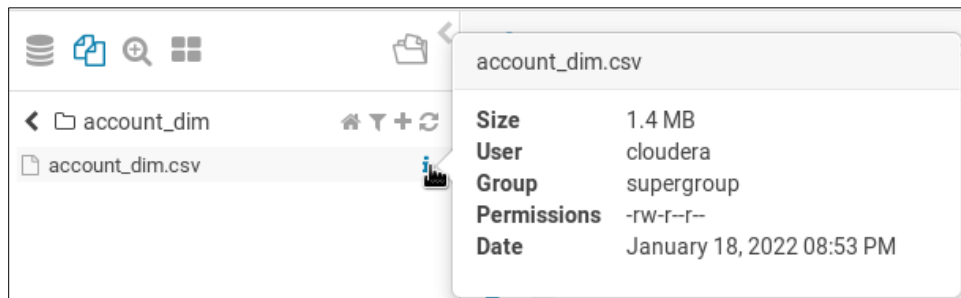 account_dim.csv
account_dim
account_dim.csv
Size 1.4 MB
User cloudera
Group supergroup
Permissions -rw-r--r--
Date January 18, 2022 08:53 PM